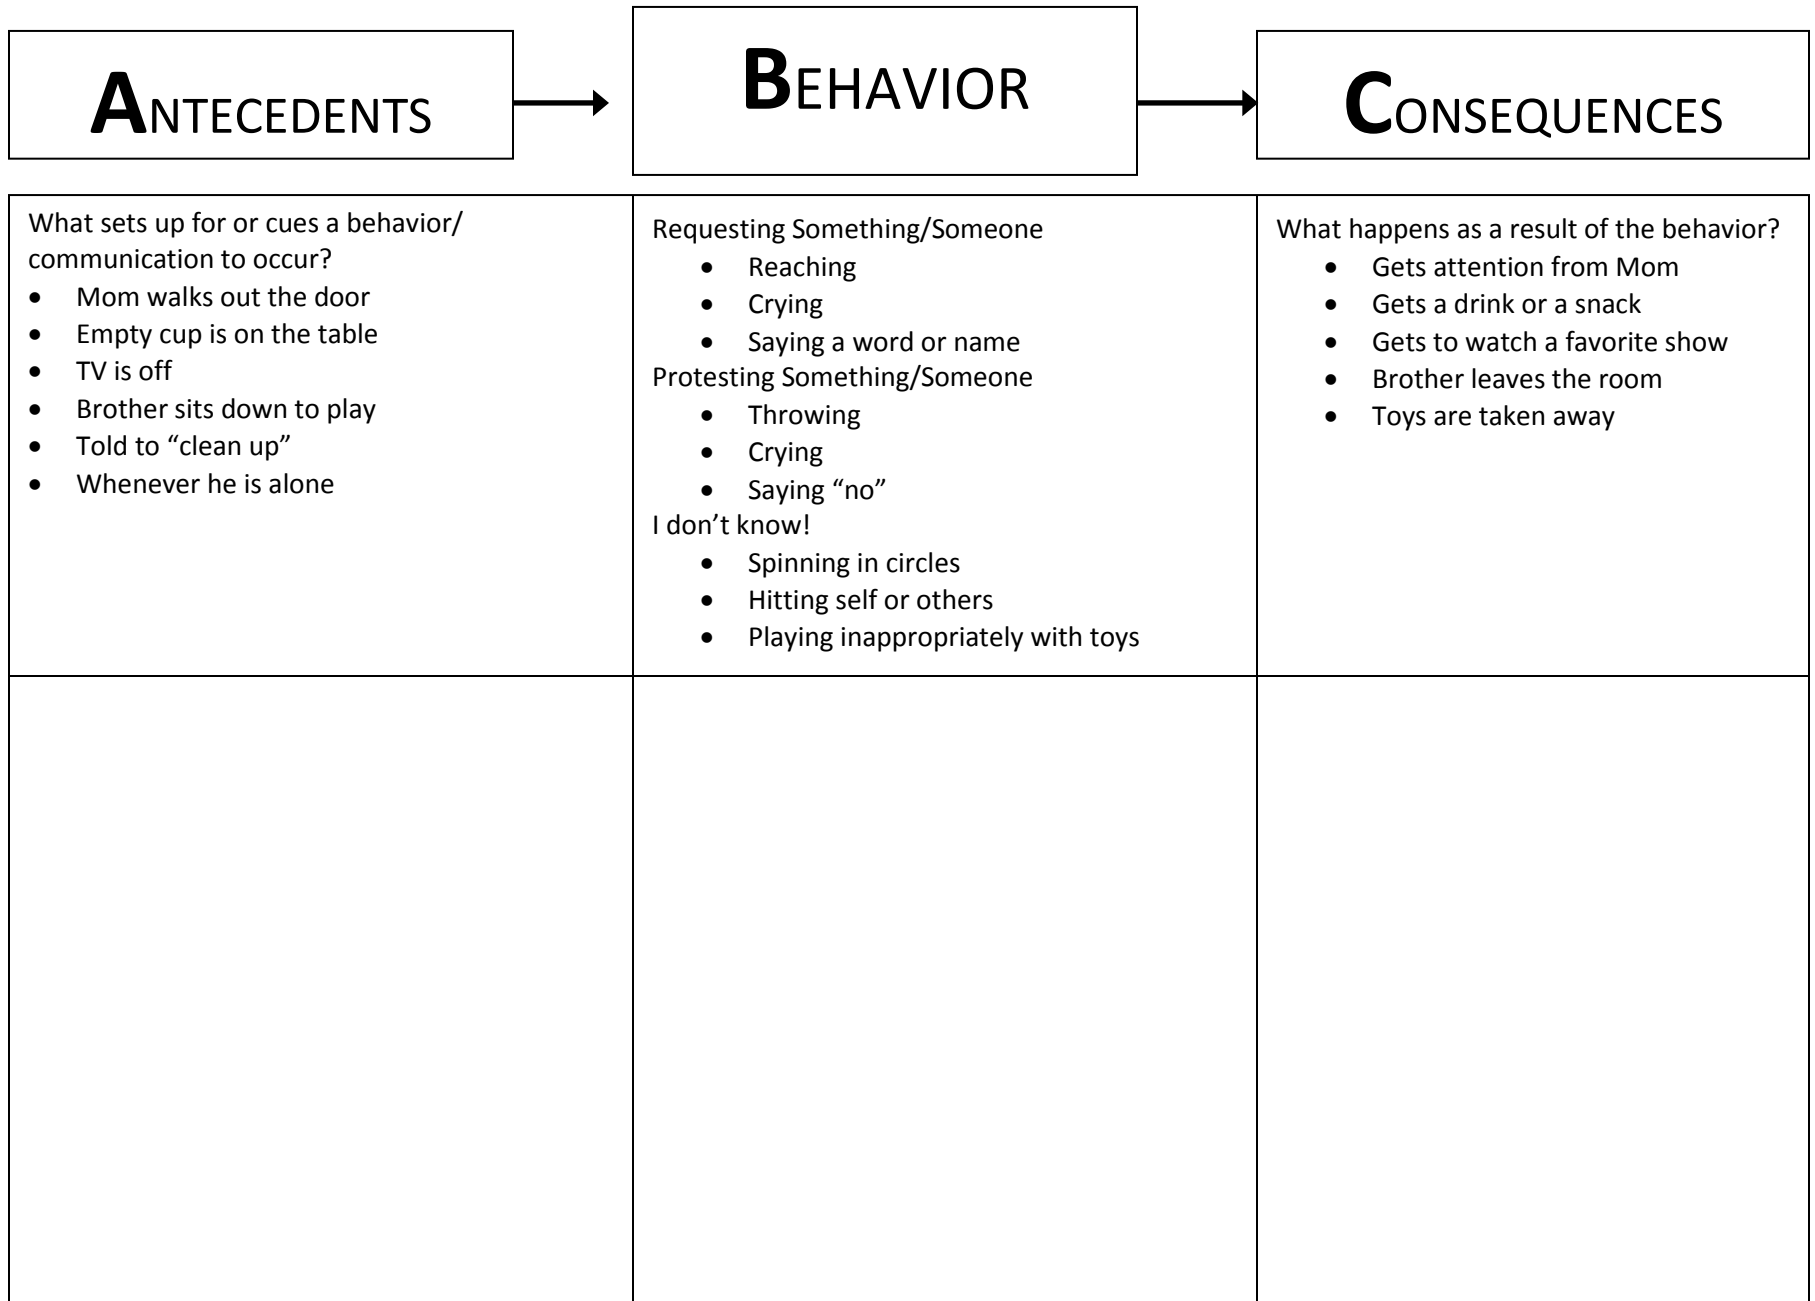 ANTECEDENTS
BEHAVIOR
CONSEQUENCES
What sets up for or cues a behavior/
communication to occur?
• Mom walks out the door
• Empty cup is on the table
• TV is off
• Brother sits down to play
• Told to “clean up”
• Whenever he is alone
Requesting Something/Someone
• Reaching
• Crying
• Saying a word or name
Protesting Something/Someone
• Throwing
• Crying
• Saying “no”
I don’t know!
• Spinning in circles
• Hitting self or others
• Playing inappropriately with toys
What happens as a result of the behavior?
• Gets attention from Mom
• Gets a drink or a snack
• Gets to watch a favorite show
• Brother leaves the room
• Toys are taken away